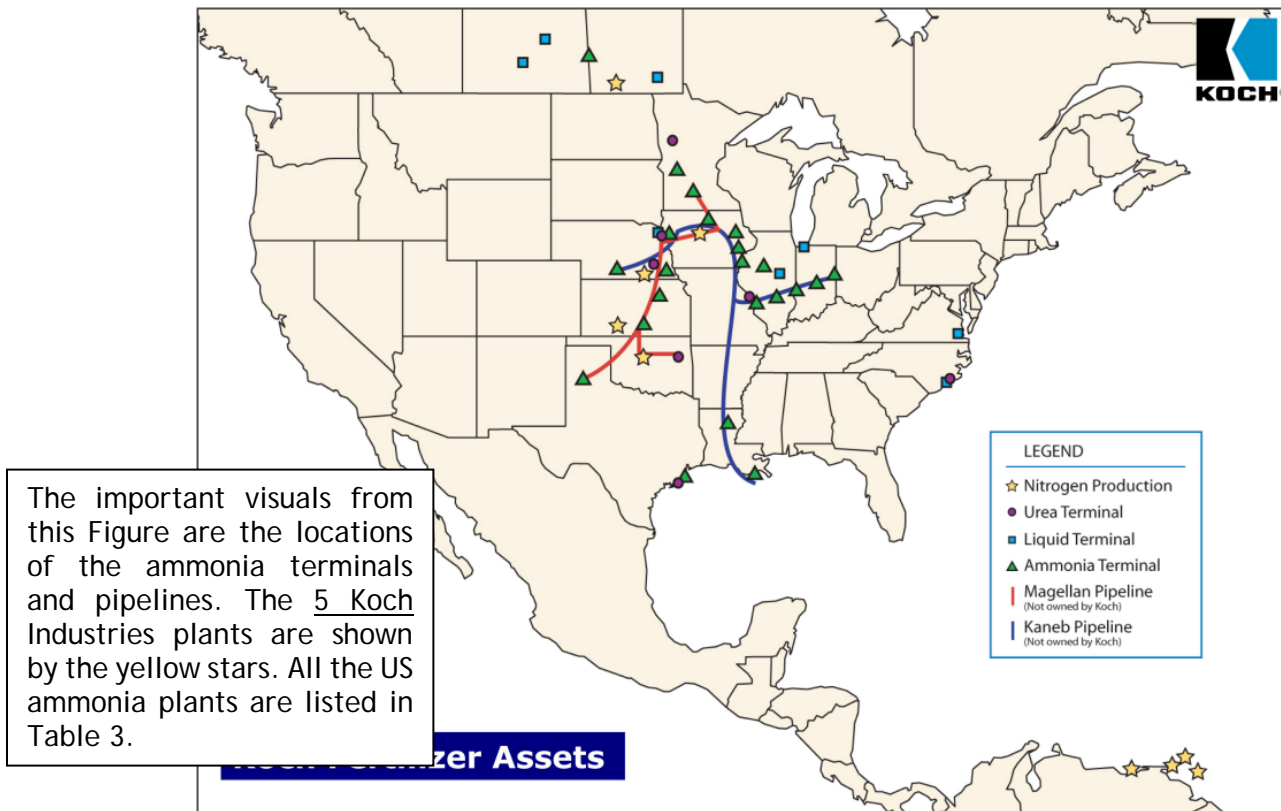 KOCH
LEGEND
Nitrogen Production
Urea Terminal
Liquid Terminal
Ammonia Terminal
Magellan Pipeline
(Not owned by Koch)
Kaneb Pipeline
(Not owned by Koch)
The important visuals from
this Figure are the locations
of the ammonia terminals
and pipelines. The 5 Koch
Industries plants are shown
by the yellow stars. All the US
ammonia plants are listed in
Table 3.
zer Assets